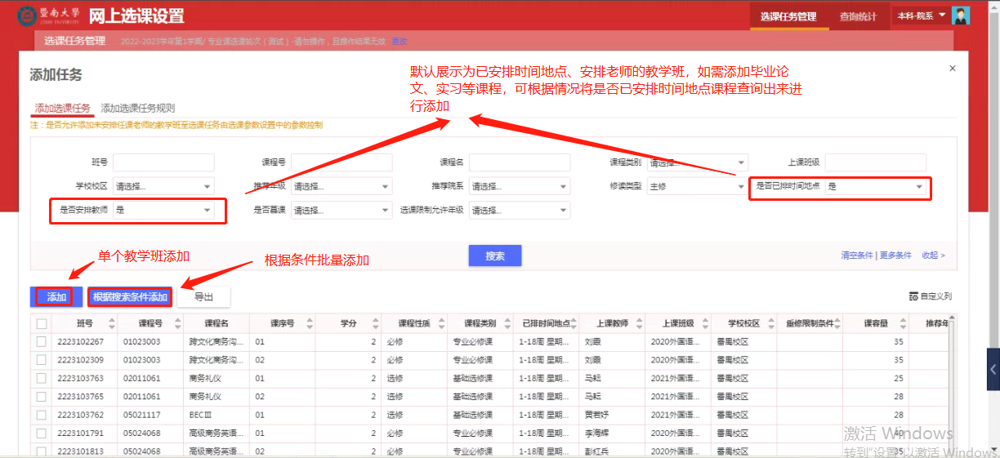 暨南大学 网上选课设置 选课任务管理 查询统计 本科-院系
选课任务管理 2022-2023学年第1学期/ 专业课选课轮次（测试）-请勿操作，且操作结果无效 更改
添加任务 ×
默认展示为已安排时间地点、安排老师的教学班，如需添加毕业论
文、实习等课程，可根据情况将是否已安排时间地点课程查询出来进
行添加
添加选课任务 添加选课任务规则
注：是否允许添加未安排任课老师的教学班至选课任务由选课参数设置中的参数控制
班号 课程号 课程名 课程类别 请选择... 上课班级
学校校区 请选择... 推荐年级 请选择... 推荐院系 请选择... 修读类型 主修 是否已排时间地点 是
是否安排教师 是 是否慕课 请选择... 选课限制允许年级 请选择...
搜索 清空条件 | 更多条件 收起 >
单个教学班添加 根据条件批量添加
添加 根据搜索条件添加 导出 自定义列
班号 课程号 课程名 课序号 学分 课程性质 课程类别 已排时间地点 上课教师 上课班级 学校校区 重修限制条件 课容量 推荐年
2223102267 01023003 跨文化商务沟... 01 2 必修 专业必修课 1-18周 星期... 刘霞 2020外国语... 番禺校区 35
2223102309 01023003 跨文化商务沟... 02 2 必修 专业必修课 1-18周 星期... 刘霞 2020外国语... 番禺校区 35
2223103763 02011061 商务礼仪 01 2 选修 基础选修课 1-18周 星期... 马耘 2021外国语... 番禺校区 25
2223103765 02011061 商务礼仪 02 2 选修 基础选修课 1-18周 星期... 马耘 2021外国语... 番禺校区 28
2223103762 05021117 BECⅢ 01 2 选修 基础选修课 1-18周 星期... 黄若妤 2021外国语... 番禺校区 28
2223101791 05024068 高级商务英语... 01 2 必修 专业必修课 1-18周 星期... 李海辉 2020外国语... 番禺校区 40
2223101813 05024068 高级商务英语... 02 2 必修 专业必修课 1-18周 星期... 彭红兵 2020外国语... 番禺校区 35
激活 Windows
转到"设置"以激活 Windows。